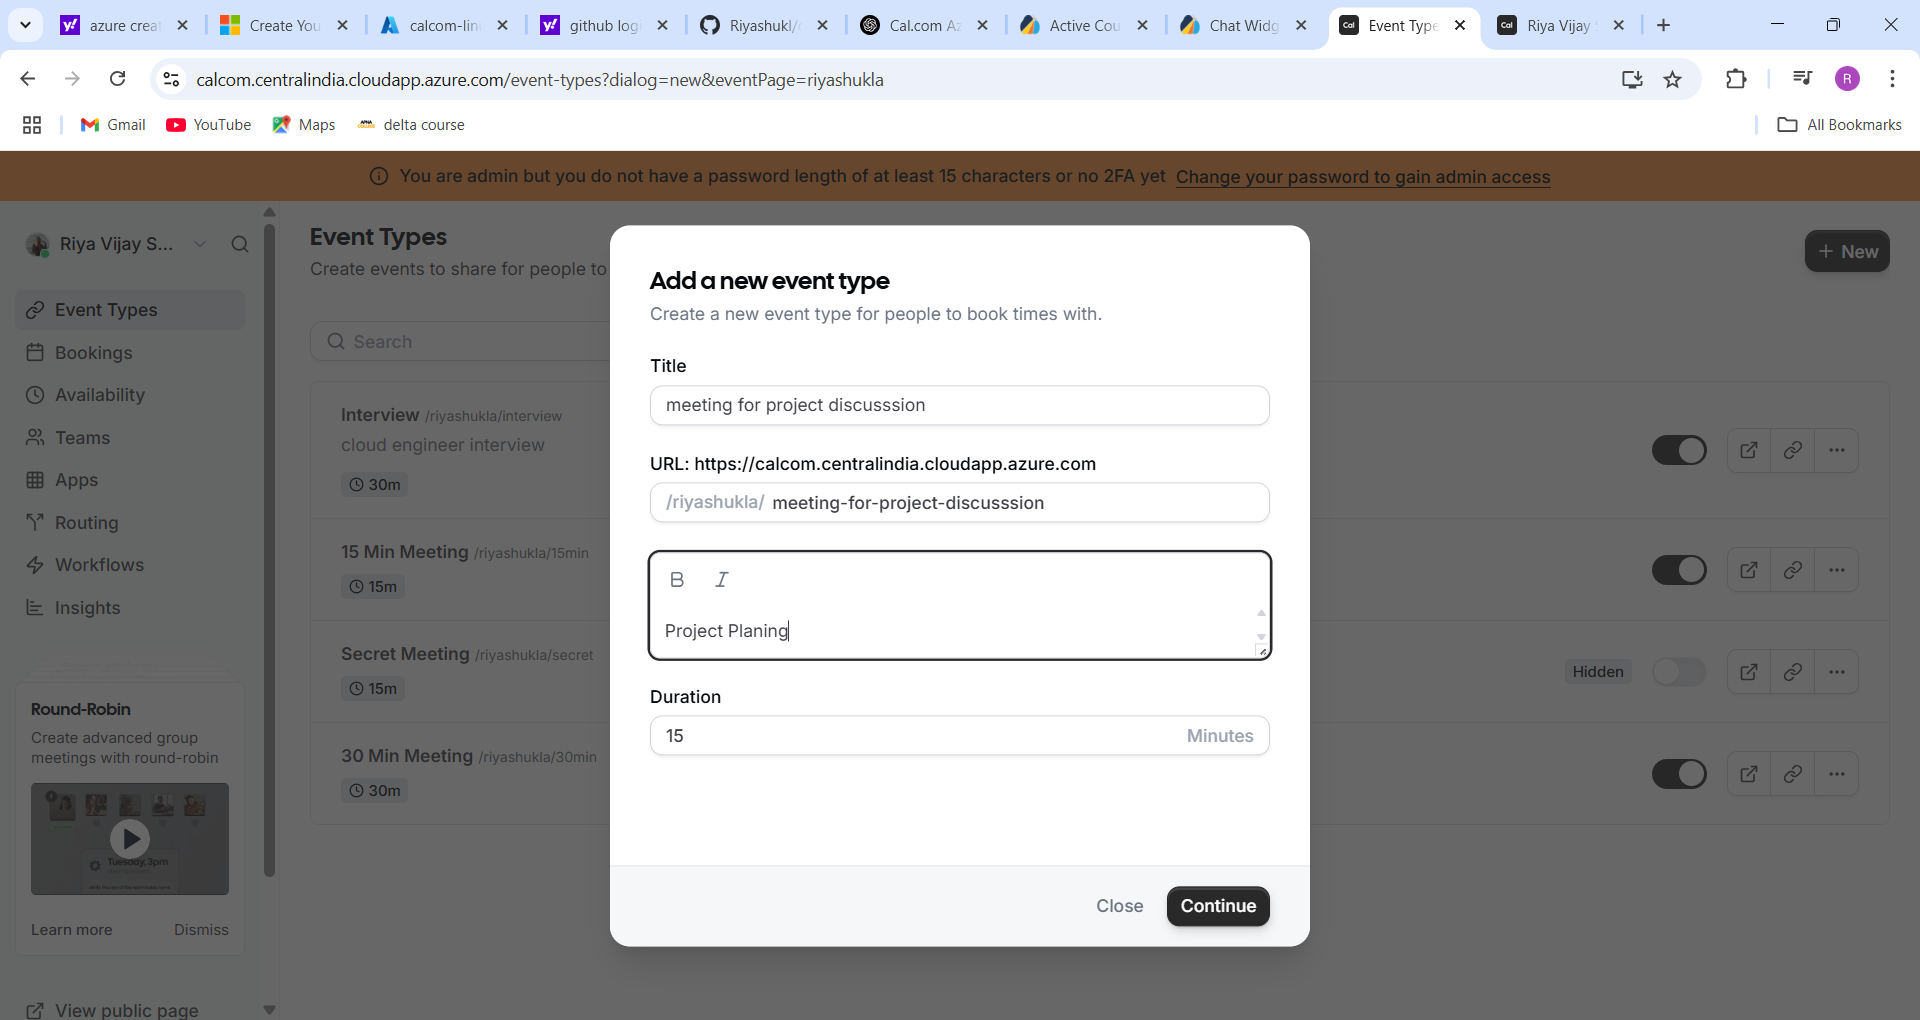 azure creat
Create You
calcom-lin
github log
Riyashukl/
Cal.com Az
Active Cou
Chat Widg
Event Type
Riya Vijay S
calcom.centralindia.cloudapp.azure.com/event-types?dialog=new&eventPage=riyashukla
R
Gmail
YouTube
Maps
delta course
All Bookmarks
You are admin but you do not have a password length of at least 15 characters or no 2FA yet Change your password to gain admin access
Riya Vijay S...
Event Types
Bookings
Availability
Teams
Apps
Routing
Workflows
Insights
Round-Robin
Create advanced group
meetings with round-robin
Tuesday, 3pm
Learn more
Dismiss
View public page
Event Types
Create events to share for people to
+ New
Search
Interview /riyashukla/interview
cloud engineer interview
30m
15 Min Meeting /riyashukla/15min
15m
Secret Meeting /riyashukla/secret
15m
Hidden
30 Min Meeting /riyashukla/30min
30m
Add a new event type
Create a new event type for people to book times with.
Title
meeting for project discusssion
URL: https://calcom.centralindia.cloudapp.azure.com
/riyashukla/ meeting-for-project-discusssion
B I
Project Planing
Duration
15 Minutes
Close
Continue